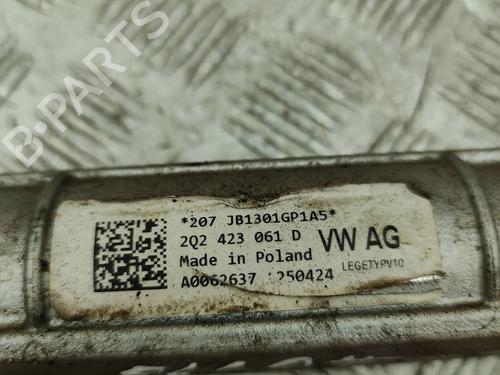 B-PARTS
*207 JB1301GP1A5*
2Q2 423 061 D VW AG
Made in Poland LEGETYPV10
A0062637 250424